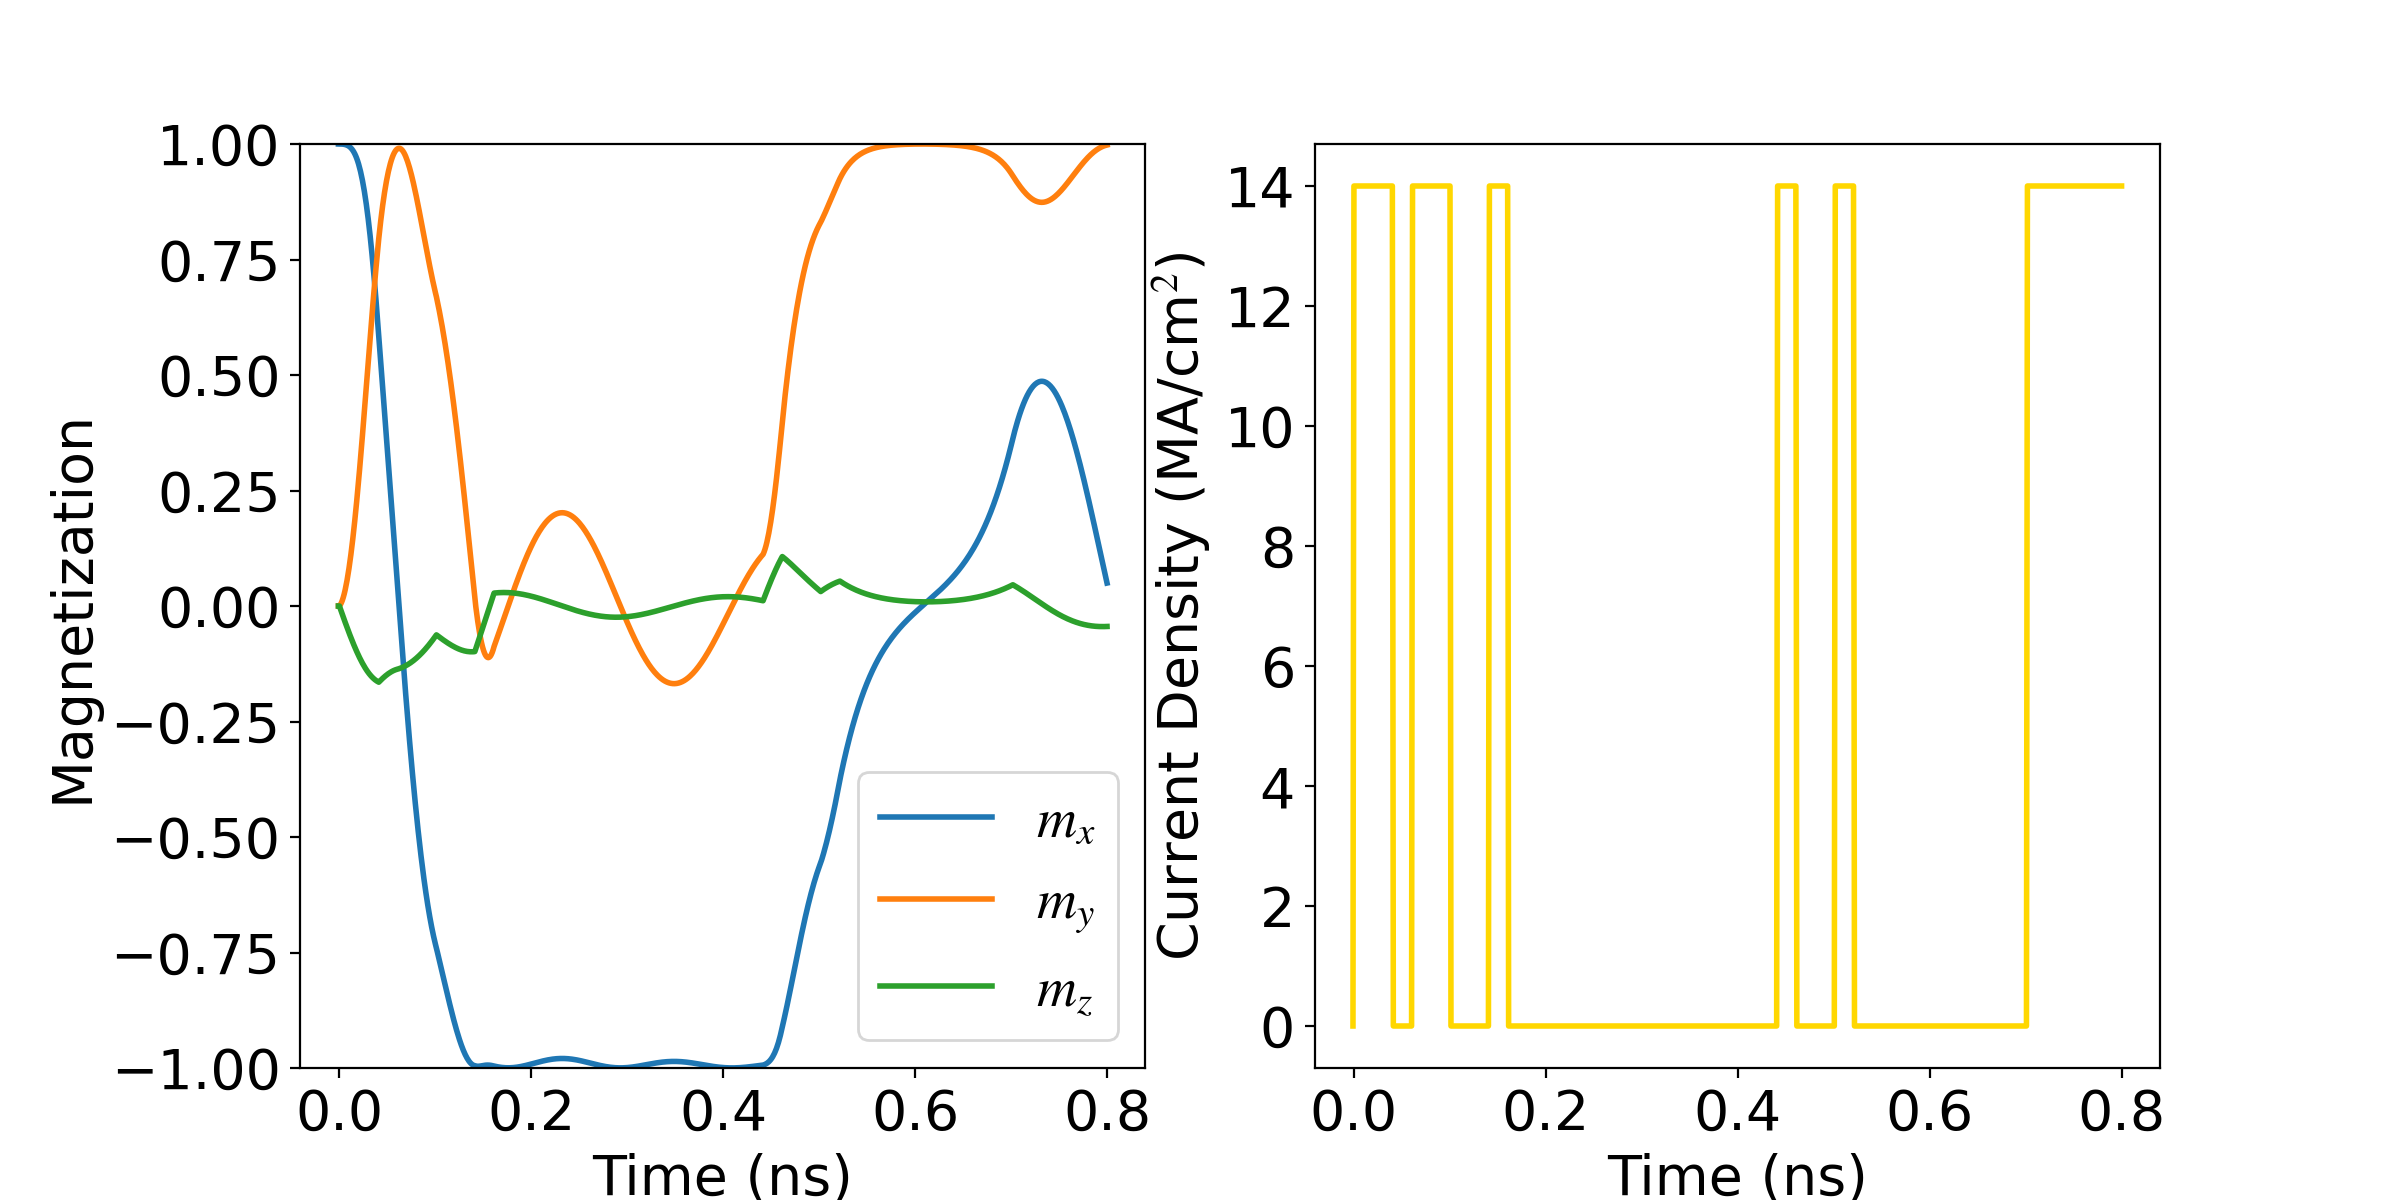 Magnetization
1.00
0.75
0.50
0.25
0.00
−0.25
−0.50
−0.75
−1.00
0.0 0.2 0.4 0.6 0.8
Time (ns)
mₓ
m_y
m_z
Current Density (MA/cm²)
14
12
10
8
6
4
2
0
0.0 0.2 0.4 0.6 0.8
Time (ns)